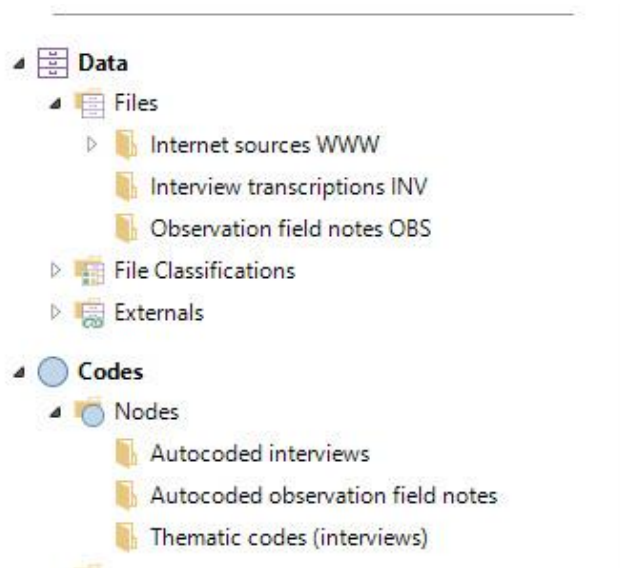 Data
Files
Internet sources WWW
Interview transcriptions INV
Observation field notes OBS
File Classifications
Externals
Codes
Nodes
Autocoded interviews
Autocoded observation field notes
Thematic codes (interviews)